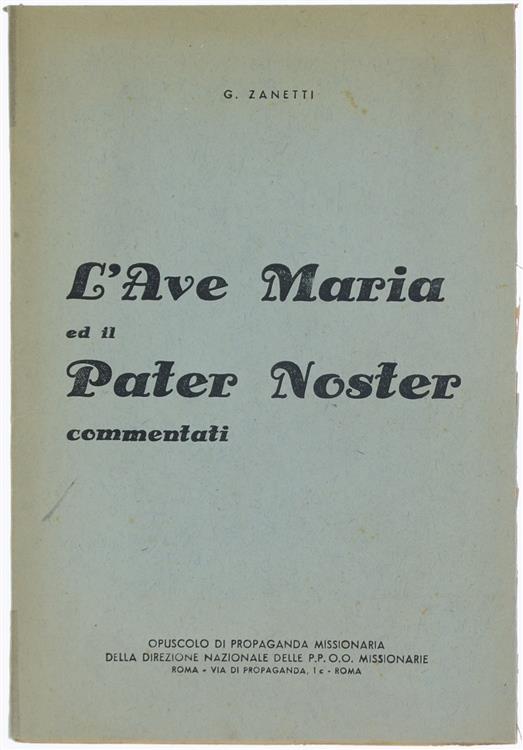 G. ZANETTI
L'Ave Maria
ed il
Pater Noster
commentati
OPUSCOLO DI PROPAGANDA MISSIONARIA
DELLA DIREZIONE NAZIONALE DELLE P.P. O.O. MISSIONARIE
ROMA - VIA DI PROPAGANDA, 1 c - ROMA